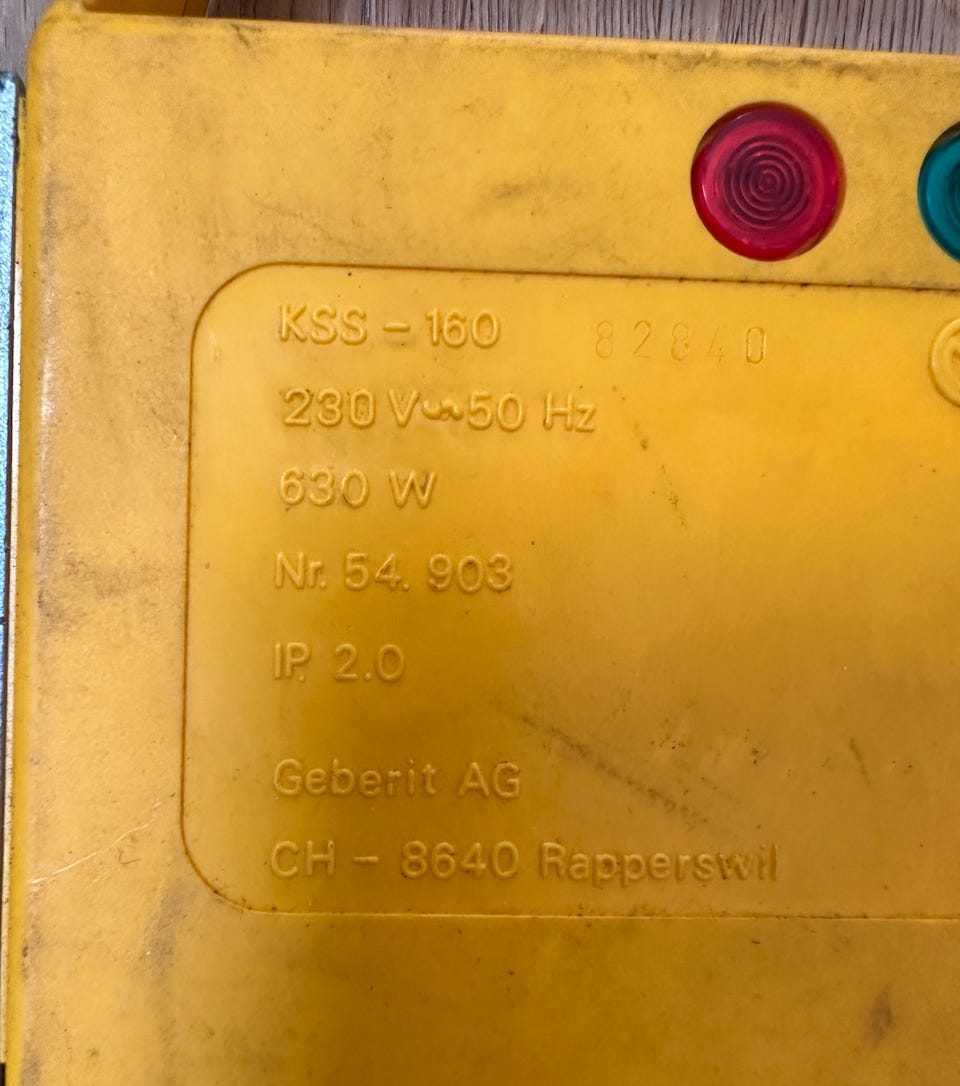 KSS – 160 82840
230 V~50 Hz
630 W
Nr. 54. 903
IP. 2.0
Geberit AG
CH – 8640 Rapperswil